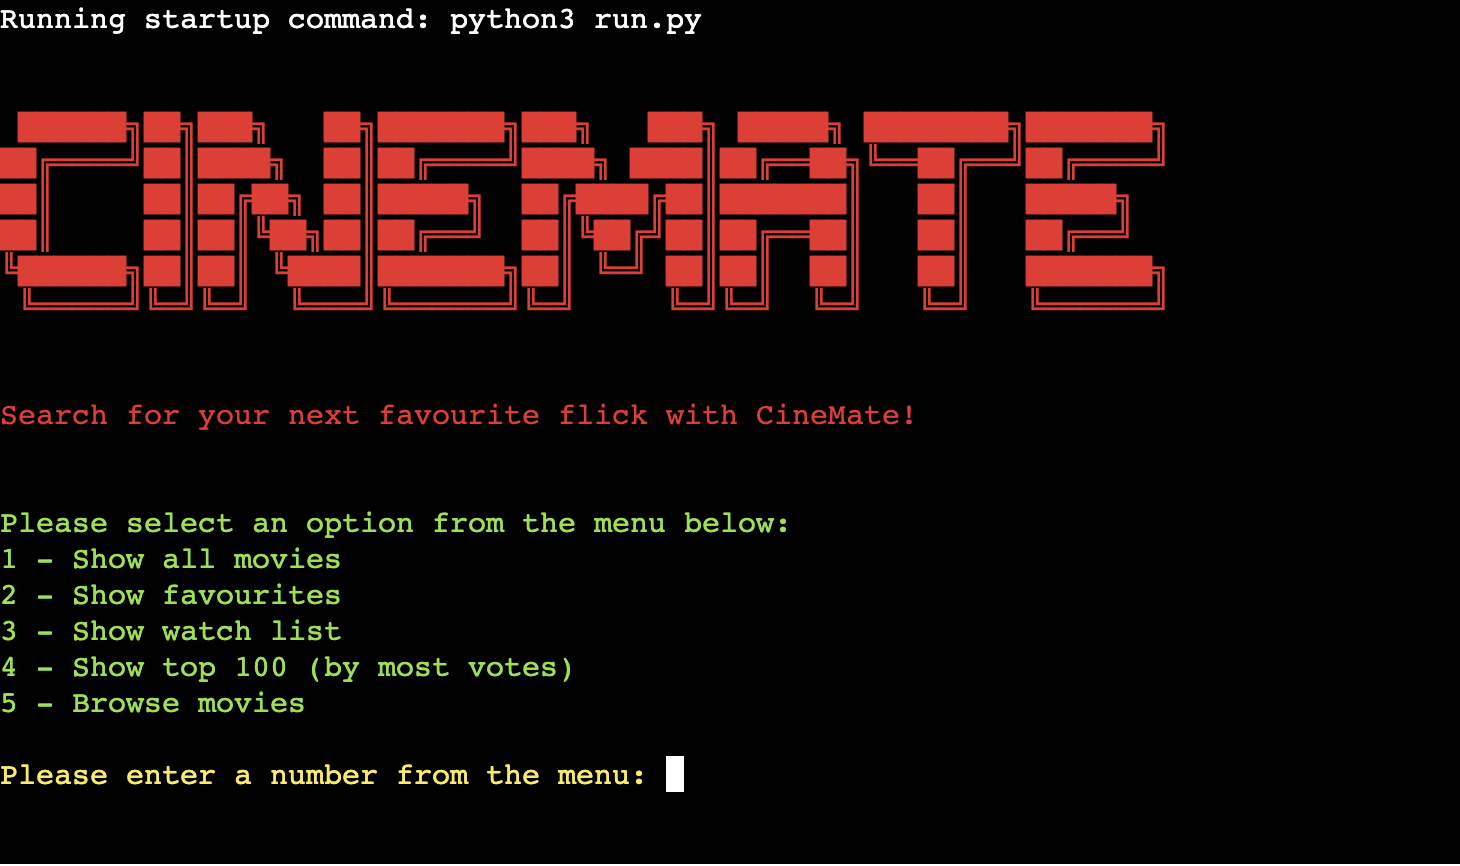 Running startup command: python3 run.py
CINEMATE
Search for your next favourite flick with CineMate!
Please select an option from the menu below:
1 - Show all movies
2 - Show favourites
3 - Show watch list
4 - Show top 100 (by most votes)
5 - Browse movies
Please enter a number from the menu: